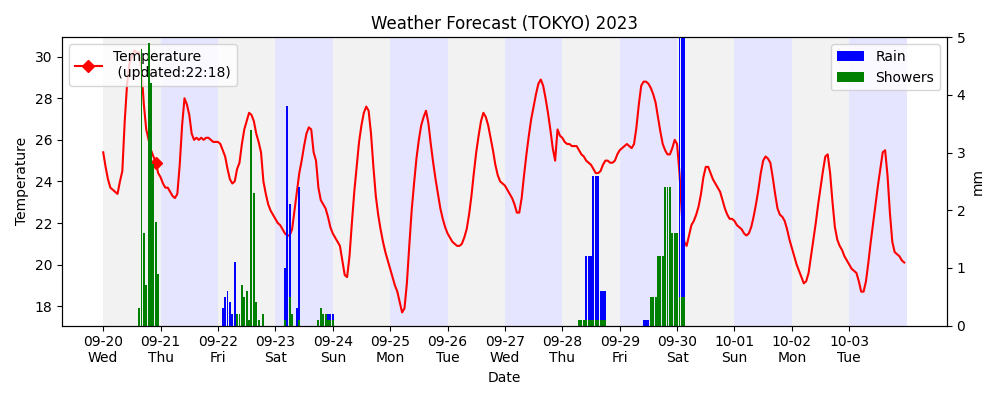 Weather Forecast (TOKYO) 2023
Temperature
(updated:22:18)
Rain
Showers
Temperature
30
28
26
24
22
20
18
5
4
3
2
1
0
mm
09-20 09-21 09-22 09-23 09-24 09-25 09-26 09-27 09-28 09-29 09-30 10-01 10-02 10-03
Wed Thu Fri Sat Sun Mon Tue Wed Thu Fri Sat Sun Mon Tue
Date